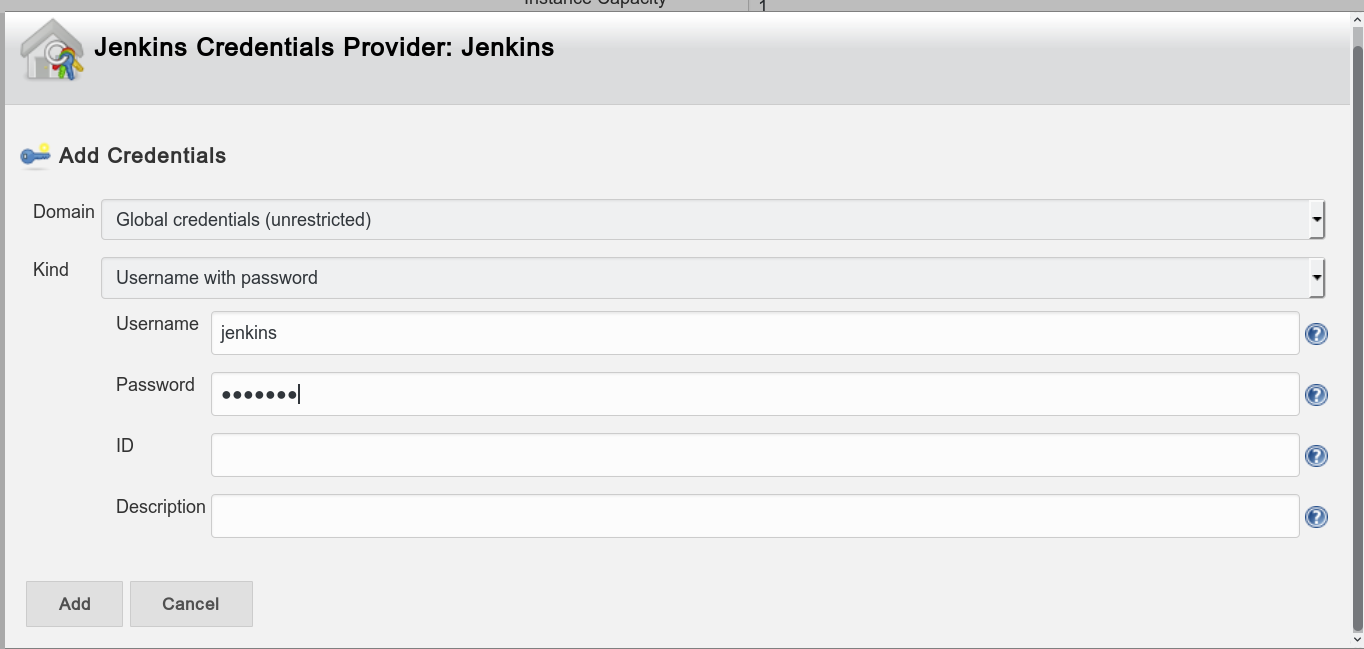 Instance Capacity 1
Jenkins Credentials Provider: Jenkins
Add Credentials
Domain Global credentials (unrestricted)
Kind Username with password
Username jenkins
Password •••••••
ID
Description
Add Cancel